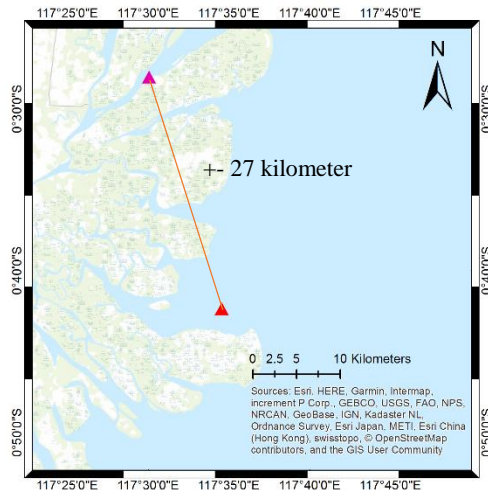 117°25'0"E 117°30'0"E 117°40'0"E 117°45'0"E
N
0°30'0"S 0°30'0"S
+- 27 kilometer
0°40'0"S 0°40'0"S
0 2.5 5 10 Kilometers
Sources: Esri, HERE, Garmin, Intermap,
increment P Corp., GEBCO, USGS, FAO, NPS,
NRCAN, GeoBase, IGN, Kadaster NL,
Ordnance Survey, Esri Japan, METI, Esri China
(Hong Kong), swisstopo, © OpenStreetMap
contributors, and the GIS User Community
0°50'0"S 0°50'0"S
117°25'0"E 117°30'0"E 117°35'0"E 117°40'0"E 117°45'0"E